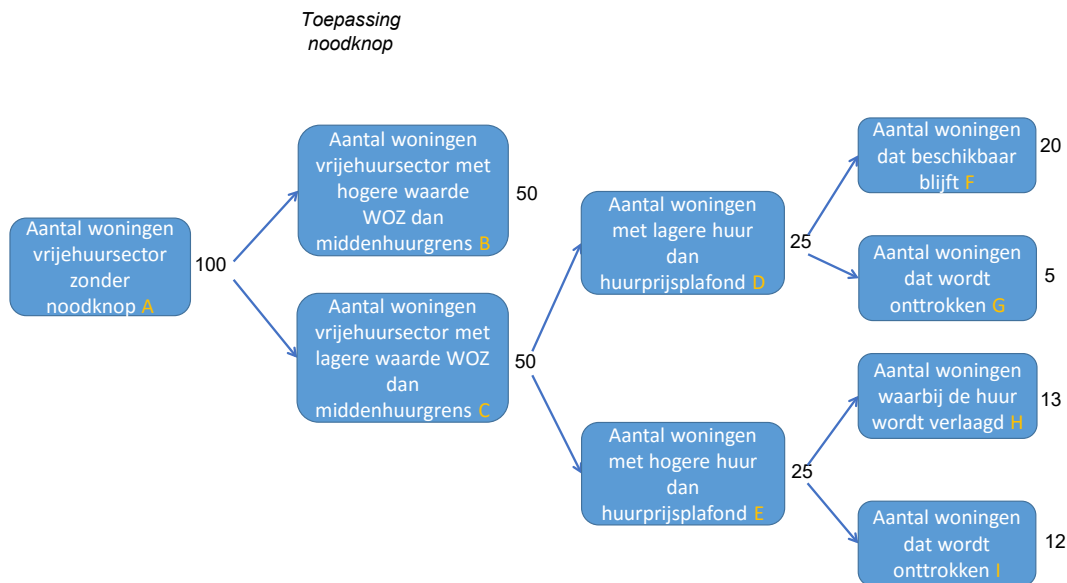 Toepassing
noodknop
Aantal woningen
vrijehuursector
zonder
noodknop A
100
Aantal woningen
vrijehuursector met
hogere waarde
WOZ dan
middenhuurgrens B
50
Aantal woningen
vrijehuursector met
lagere waarde WOZ
dan
middenhuurgrens C
50
Aantal woningen
met lagere huur
dan
huurprijsplafond D
25
Aantal woningen
met hogere huur
dan
huurprijsplafond E
25
Aantal woningen
dat beschikbaar
blijft F
20
Aantal woningen
dat wordt
onttrokken G
5
Aantal woningen
waarbij de huur
wordt verlaagd H
13
Aantal woningen
dat wordt
onttrokken I
12